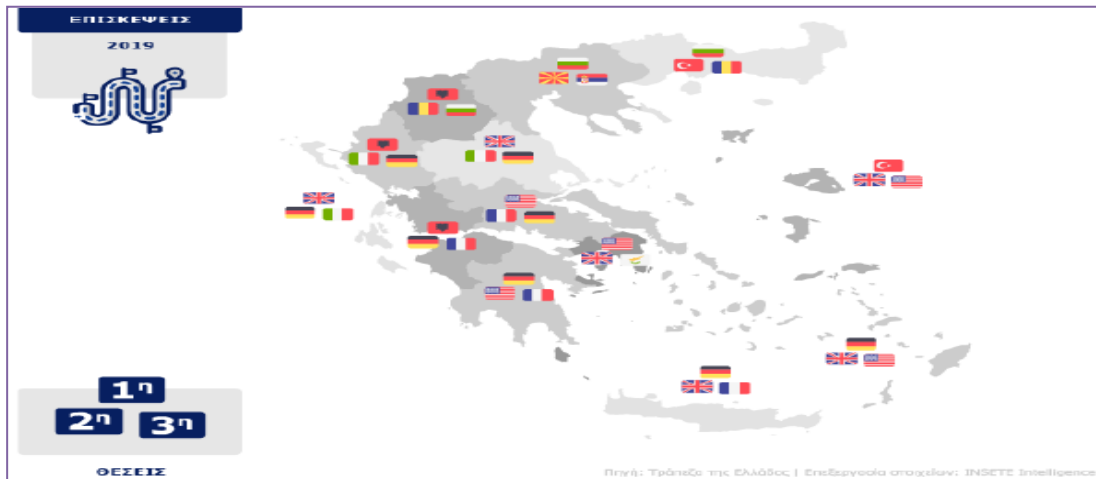 ΕΠΙΣΚΕΨΕΙΣ
2019
1η
2η 3η
ΘΕΣΕΙΣ
Πηγή: Τράπεζα της Ελλάδος | Επεξεργασία στοιχείων: INSETE Intelligence